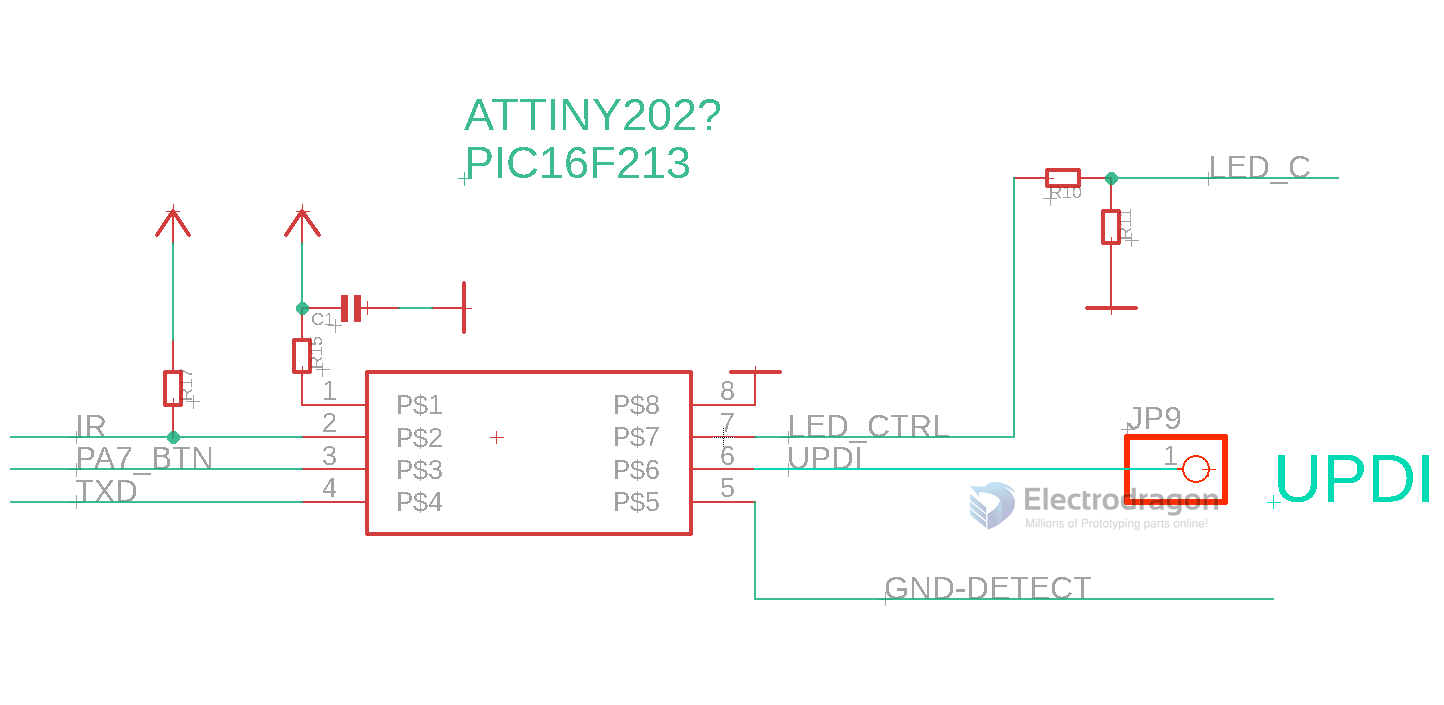 ATTINY202?
PIC16F213
LED_C
R10
R11
C1
R15
R17
1
8
P$1
P$8
IR
2
7
LED_CTRL
JP9
P$2
P$7
PA7_BTN
3
6
UPDI
1
P$3
P$6
UPDI
TXD
4
5
P$4
P$5
Electrodragon
Millions of Prototyping parts online!
GND-DETECT